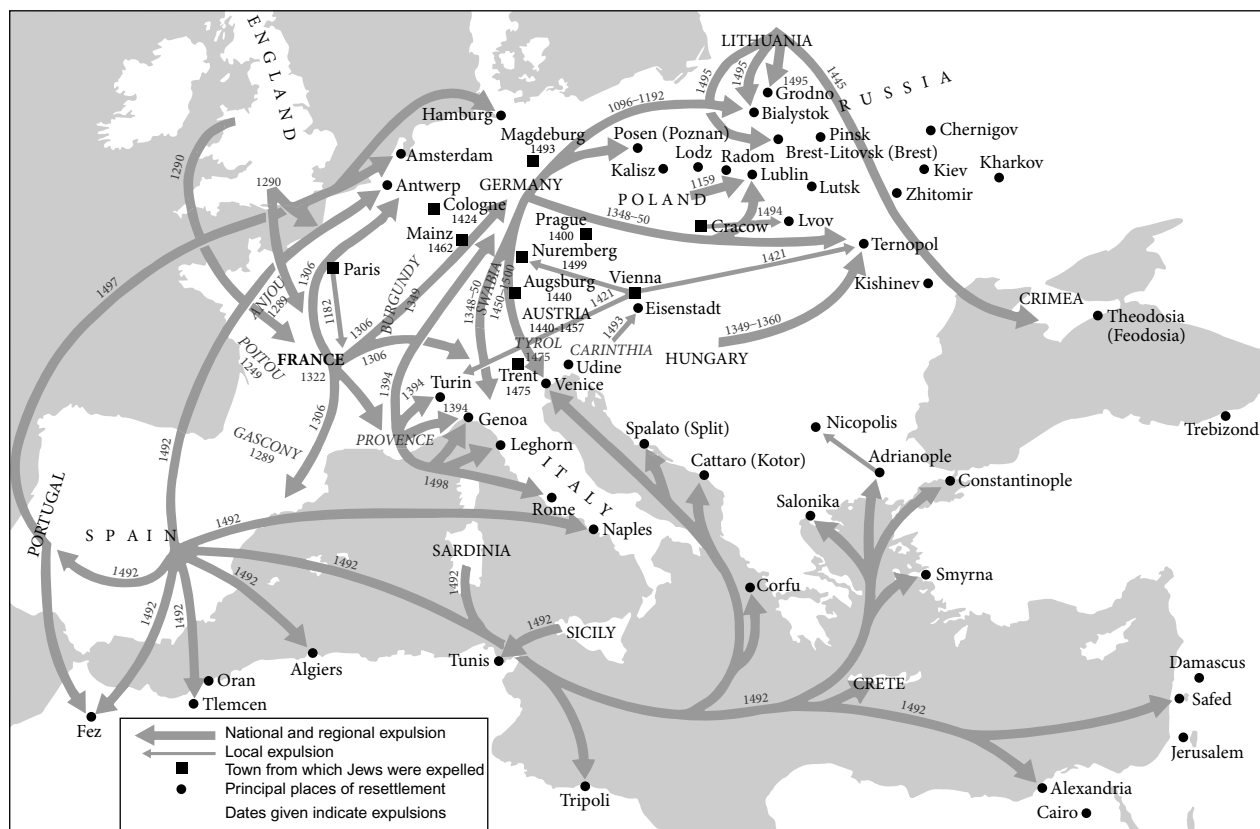 ENGLAND
LITHUANIA
1445
1495
1495
1495
Grodno
RUSSIA
Hamburg
1096–1192
Bialystok
Magdeburg
1493
Posen (Poznan)
Pinsk
Chernigov
Amsterdam
Lodz
Radom
Brest-Litovsk (Brest)
Kharkov
1290
Kalisz
Lublin
Kiev
Antwerp
GERMANY
1290
1159
Lutsk
Zhitomir
Cologne
1424
POLAND
1348–50
1494
Mainz
1462
Prague
1400
Cracow
Lvov
Ternopol
Nuremberg
1499
1421
1497
1306
Paris
BURGUNDY
1349
SWABIA
1450–1500
1348–50
ANJOU
1289
1182
Augsburg
1440
1421
Vienna
Kishinev
CRIMEA
Eisenstadt
AUSTRIA
1440-1457
1493
1349–1360
Theodosia
(Feodosia)
1306
POITOU
1249
FRANCE
1322
1306
TYROL
1475
CARINTHIA
HUNGARY
Udine
Trent
1475
Turin
Venice
1394
1394
1394
1306
Genoa
Nicopolis
Trebizond
GASCONY
1289
PROVENCE
Leghorn
Spalato (Split)
1492
ITALY
Cattaro (Kotor)
Adrianople
Constantinople
1498
PORTUGAL
Rome
Salonika
SPAIN
1492
Naples
SARDINIA
1492
1492
1492
1492
Smyrna
Corfu
1492
1492
1492
SICILY
Tunis
Algiers
Damascus
Oran
CRETE
Safed
Tlemcen
1492
1492
Fez
Jerusalem
National and regional expulsion
Local expulsion
Town from which Jews were expelled
Principal places of resettlement
Dates given indicate expulsions
Tripoli
Alexandria
Cairo